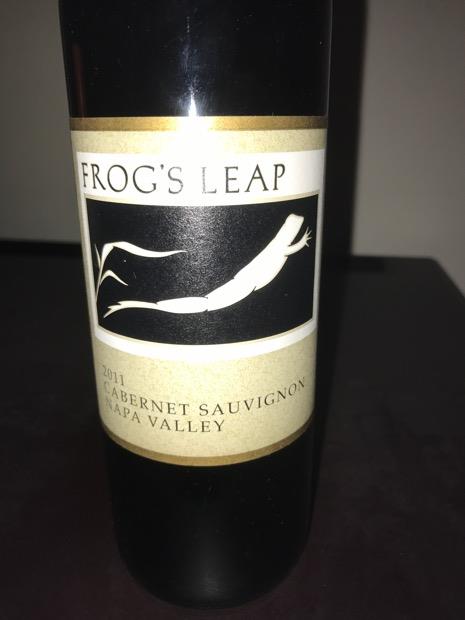 FROG'S LEAP
2011
CABERNET SAUVIGNON
NAPA VALLEY